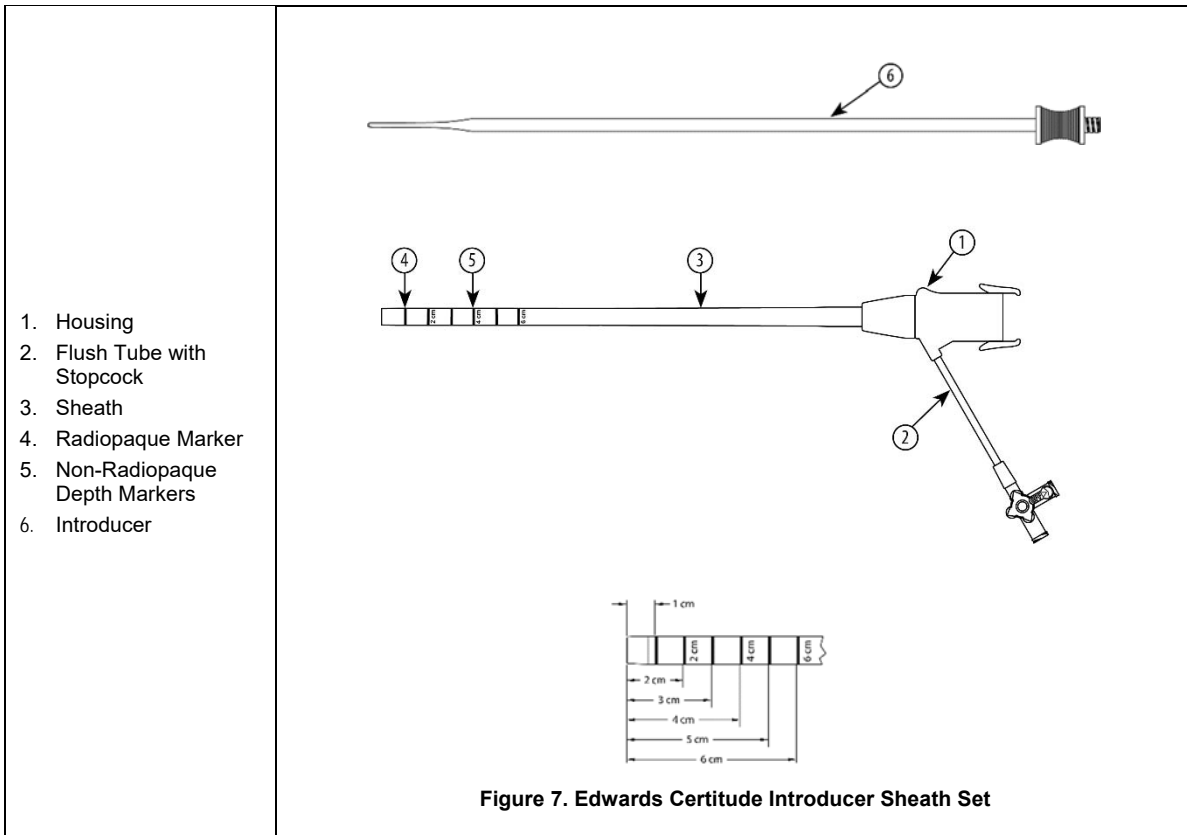 1. Housing
2. Flush Tube with
Stopcock
3. Sheath
4. Radiopaque Marker
5. Non-Radiopaque
Depth Markers
6. Introducer
6
1
4
5
3
2 cm
4 cm
6 cm
2
1 cm
2 cm
4 cm
6 cm
2 cm
3 cm
4 cm
5 cm
6 cm
Figure 7. Edwards Certitude Introducer Sheath Set